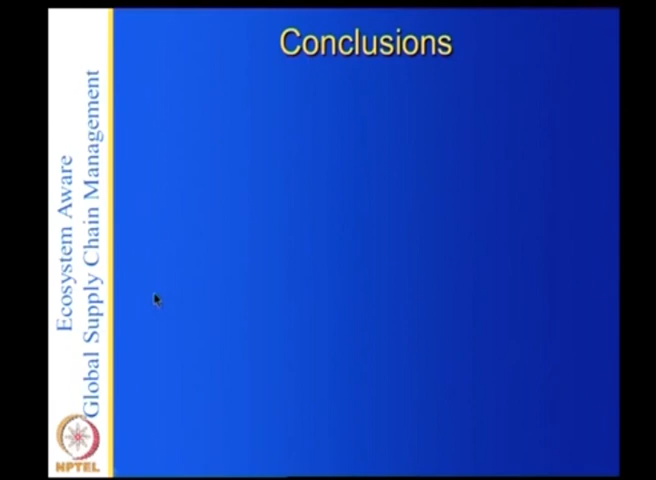 Conclusions
Ecosystem Aware
Global Supply Chain Management
NPTEL